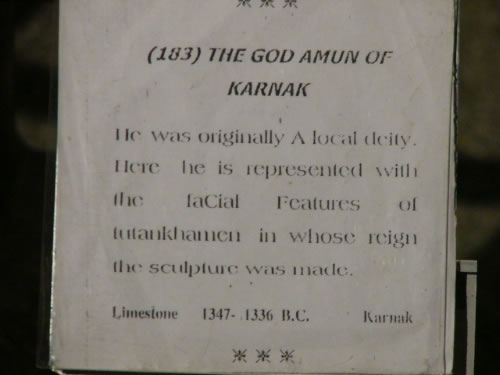 ※ ※ ※
(183) THE GOD AMUN OF
KARNAK
He was originally A local deity.
Here he is represented with
the faCial Features of
tutankhamen in whose reign
the sculpture was made.
Limestone 1347- 1336 B.C. Karnak
※ ※ ※